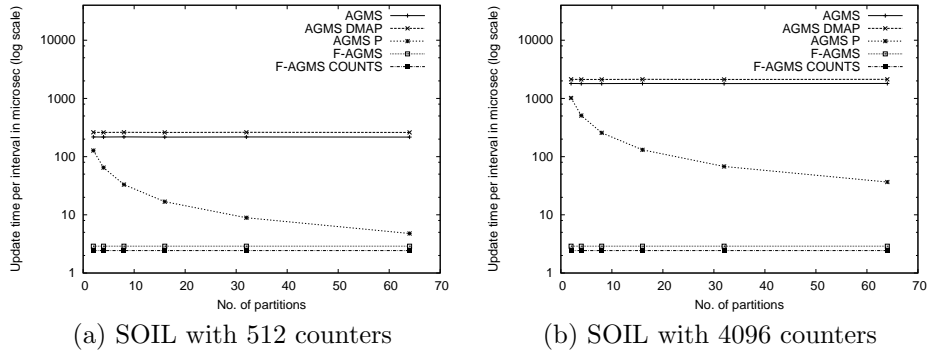 Update time per interval in microsec (log scale)
10000
1000
100
10
1
0 10 20 30 40 50 60 70
No. of partitions
AGMS
AGMS DMAP
AGMS P
F-AGMS
F-AGMS COUNTS
(a) SOIL with 512 counters
Update time per interval in microsec (log scale)
10000
1000
100
10
1
0 10 20 30 40 50 60 70
No. of partitions
AGMS
AGMS DMAP
AGMS P
F-AGMS
F-AGMS COUNTS
(b) SOIL with 4096 counters